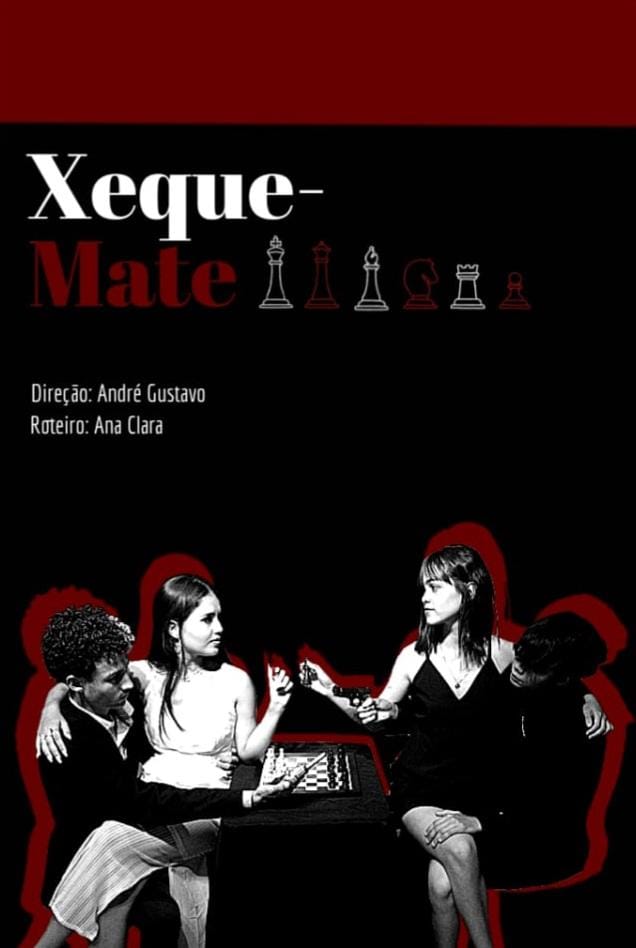 Xeque-
Mate
Direção: André Gustavo
Roteiro: Ana Clara